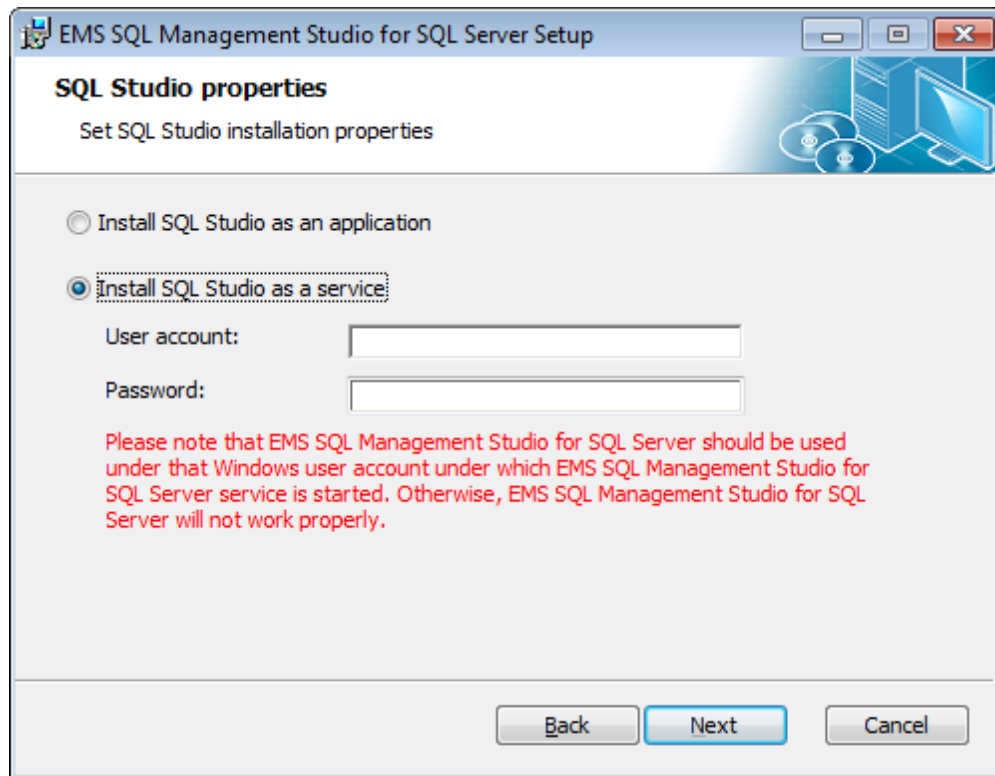 EMS SQL Management Studio for SQL Server Setup
SQL Studio properties
Set SQL Studio installation properties
Install SQL Studio as an application
Install SQL Studio as a service
User account:
Password:
Please note that EMS SQL Management Studio for SQL Server should be used
under that Windows user account under which EMS SQL Management Studio for
SQL Server service is started. Otherwise, EMS SQL Management Studio for SQL
Server will not work properly.
Back Next Cancel